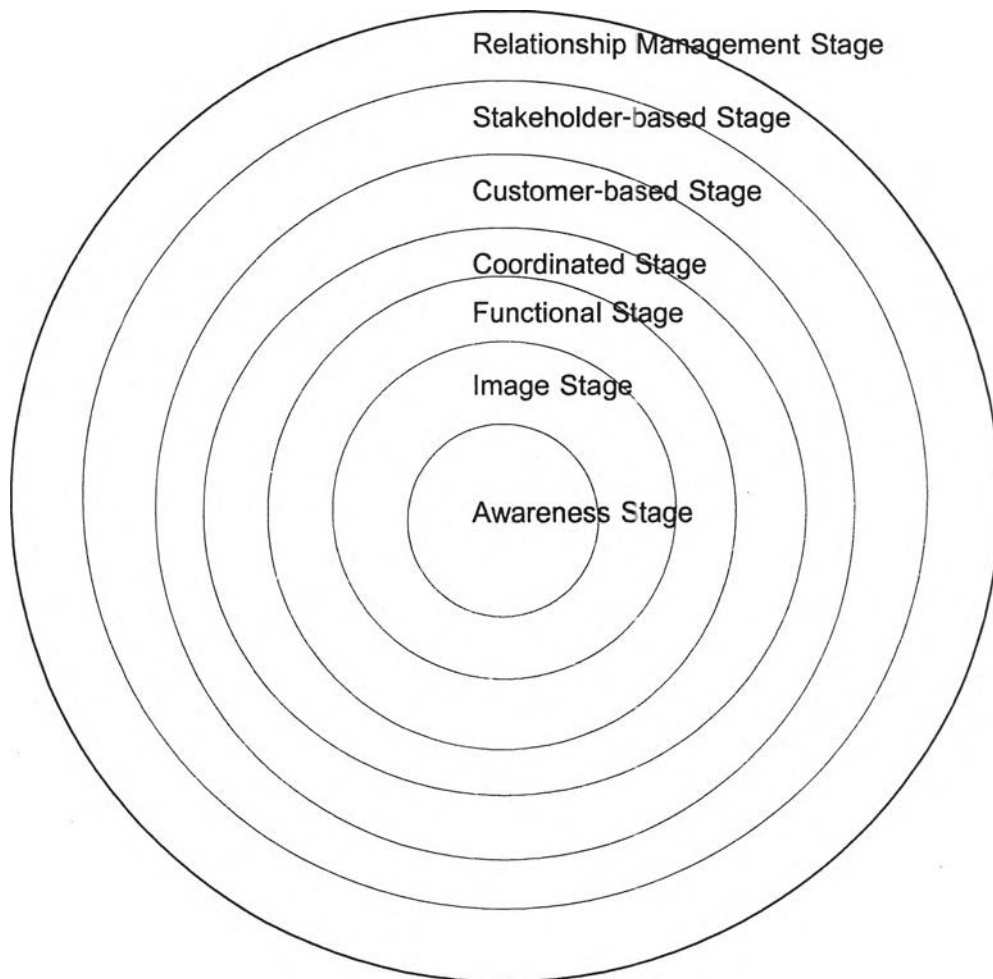 Relationship Management Stage
Stakeholder-based Stage
Customer-based Stage
Coordinated Stage
Functional Stage
Image Stage
Awareness Stage